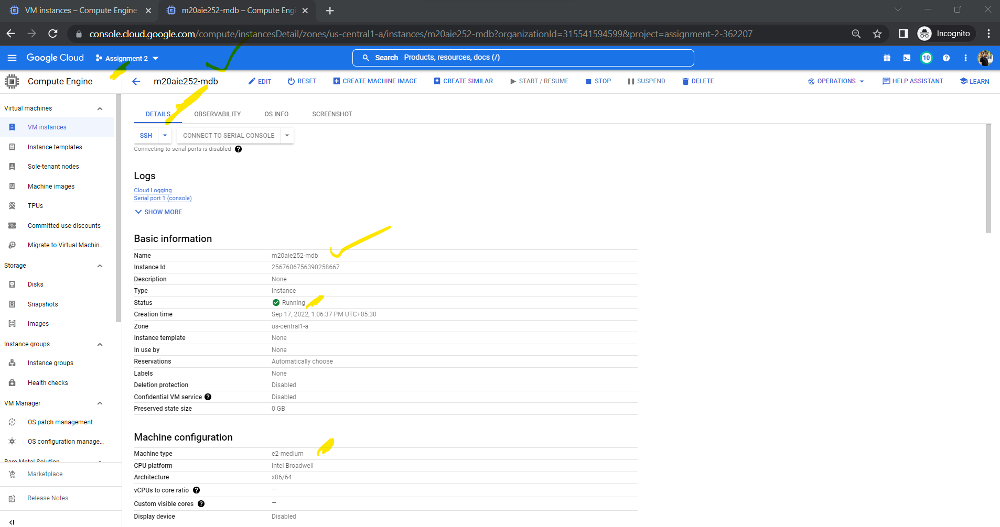 VM instances – Compute Engine
m20aie252-mdb – Compute Engi
console.cloud.google.com/compute/instancesDetail/zones/us-central1-a/instances/m20aie252-mdb?organizationId=315541594599&project=assignment-2-362207
Incognito
Google Cloud
Assignment-2
Search Products, resources, docs (/)
10
Compute Engine
m20aie252-mdb
EDIT
RESET
CREATE MACHINE IMAGE
CREATE SIMILAR
START / RESUME
STOP
SUSPEND
DELETE
OPERATIONS
HELP ASSISTANT
LEARN
Virtual machines
VM instances
Instance templates
Sole-tenant nodes
Machine images
TPUs
Committed use discounts
Migrate to Virtual Machin...
Storage
Disks
Snapshots
Images
Instance groups
Instance groups
Health checks
VM Manager
OS patch management
OS configuration manage...
Bare Metal Solution
Marketplace
Release Notes
DETAILS
OBSERVABILITY
OS INFO
SCREENSHOT
SSH
CONNECT TO SERIAL CONSOLE
Connecting to serial ports is disabled
Logs
Cloud Logging
Serial port 1 (console)
SHOW MORE
Basic information
Name m20aie252-mdb
Instance Id 2567606756390258667
Description None
Type Instance
Status Running
Creation time Sep 17, 2022, 1:06:37 PM UTC+05:30
Zone us-central1-a
Instance template None
In use by None
Reservations Automatically choose
Labels None
Deletion protection Disabled
Confidential VM service Disabled
Preserved state size 0 GB
Machine configuration
Machine type e2-medium
CPU platform Intel Broadwell
Architecture x86/64
vCPUs to core ratio —
Custom visible cores —
Display device Disabled